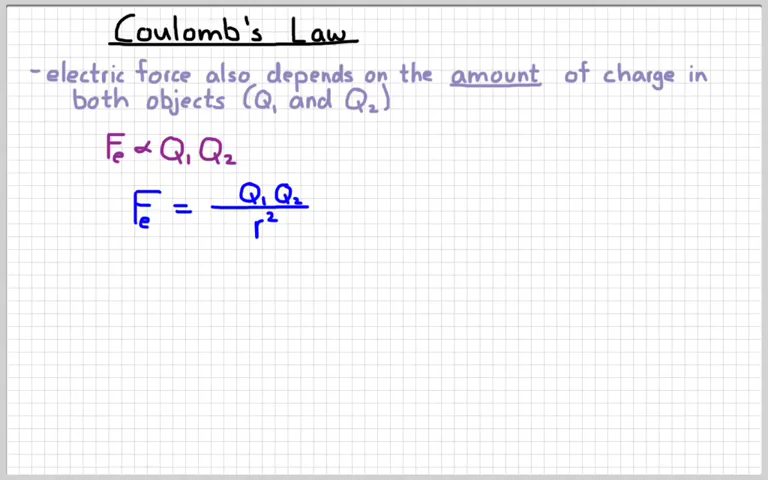 Coulomb's Law
- electric force also depends on the amount of charge in
both objects (Q₁ and Q₂)
Fₑ ∝ Q₁ Q₂
Fₑ = Q₁ Q₂ / r²